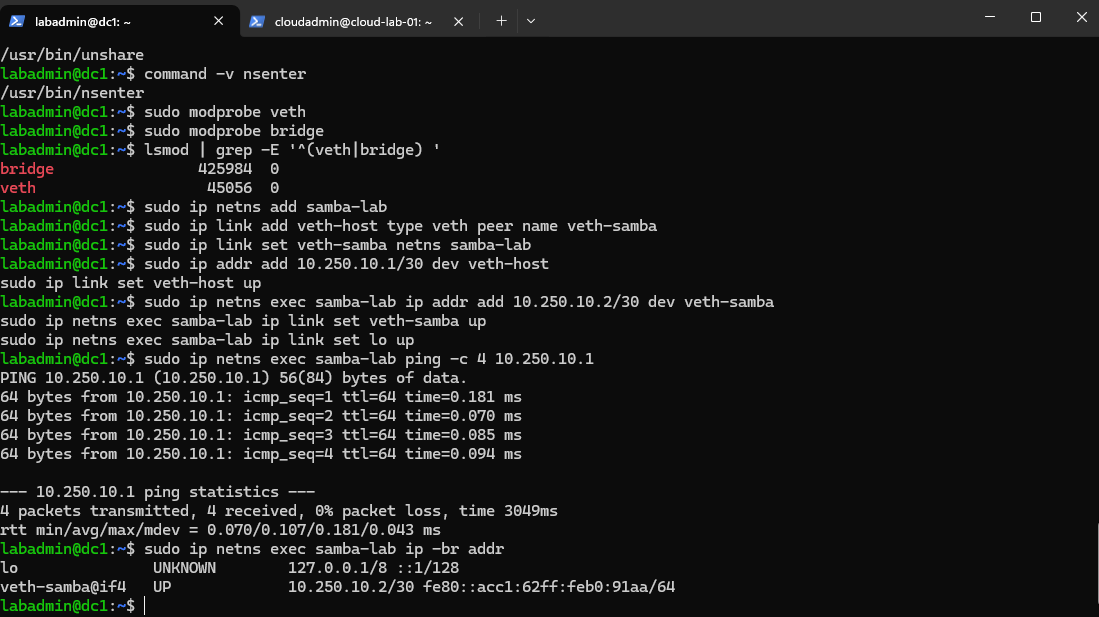 labadmin@dc1: ~
cloudadmin@cloud-lab-01: ~
/usr/bin/unshare
labadmin@dc1:~$ command -v nsenter
/usr/bin/nsenter
labadmin@dc1:~$ sudo modprobe veth
labadmin@dc1:~$ sudo modprobe bridge
labadmin@dc1:~$ lsmod | grep -E '^(veth|bridge) '
bridge                425984  0
veth                   45056  0
labadmin@dc1:~$ sudo ip netns add samba-lab
labadmin@dc1:~$ sudo ip link add veth-host type veth peer name veth-samba
labadmin@dc1:~$ sudo ip link set veth-samba netns samba-lab
labadmin@dc1:~$ sudo ip addr add 10.250.10.1/30 dev veth-host
sudo ip link set veth-host up
labadmin@dc1:~$ sudo ip netns exec samba-lab ip addr add 10.250.10.2/30 dev veth-samba
sudo ip netns exec samba-lab ip link set veth-samba up
sudo ip netns exec samba-lab ip link set lo up
labadmin@dc1:~$ sudo ip netns exec samba-lab ping -c 4 10.250.10.1
PING 10.250.10.1 (10.250.10.1) 56(84) bytes of data.
64 bytes from 10.250.10.1: icmp_seq=1 ttl=64 time=0.181 ms
64 bytes from 10.250.10.1: icmp_seq=2 ttl=64 time=0.070 ms
64 bytes from 10.250.10.1: icmp_seq=3 ttl=64 time=0.085 ms
64 bytes from 10.250.10.1: icmp_seq=4 ttl=64 time=0.094 ms

--- 10.250.10.1 ping statistics ---
4 packets transmitted, 4 received, 0% packet loss, time 3049ms
rtt min/avg/max/mdev = 0.070/0.107/0.181/0.043 ms
labadmin@dc1:~$ sudo ip netns exec samba-lab ip -br addr
lo               UNKNOWN        127.0.0.1/8 ::1/128
veth-samba@if4   UP             10.250.10.2/30 fe80::acc1:62ff:feb0:91aa/64
labadmin@dc1:~$